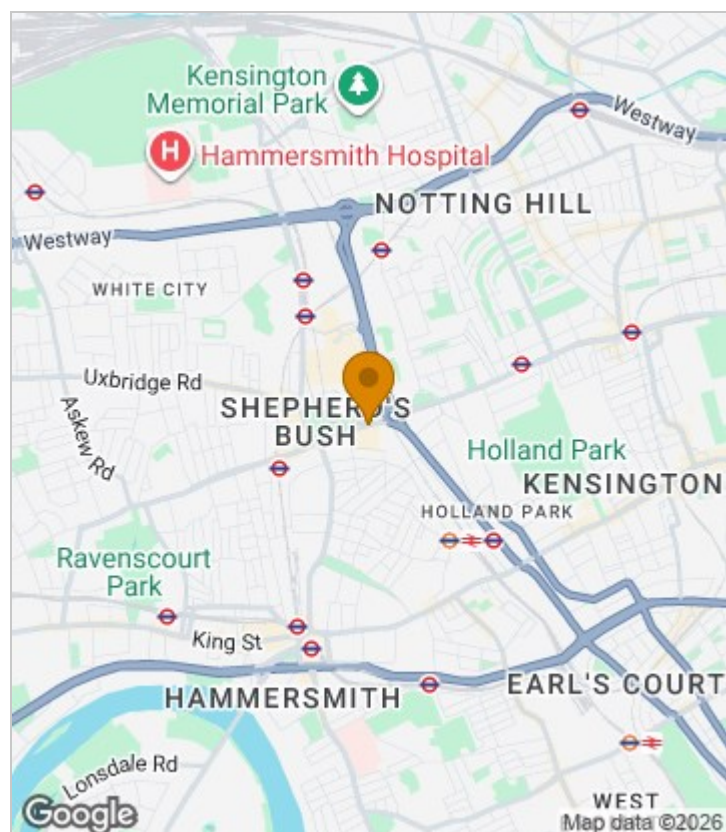 Kensington
Memorial Park
H
Hammersmith Hospital
Westway
NOTTING HILL
Westway
WHITE CITY
Uxbridge Rd
Askew Rd
SHEPHERD'S
BUSH
Holland Park
KENSINGTON
HOLLAND PARK
Ravenscourt
Park
King St
HAMMERSMITH
EARL'S COURT
Lonsdale Rd
WEST
Google
Map data ©2026